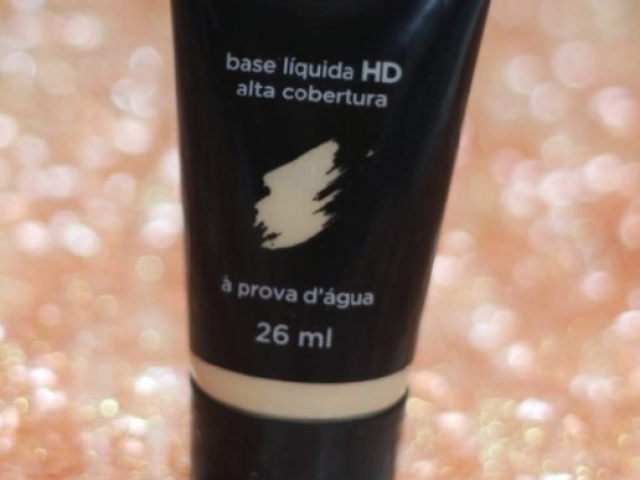 base líquida HD
alta cobertura
à prova d'água
26 ml